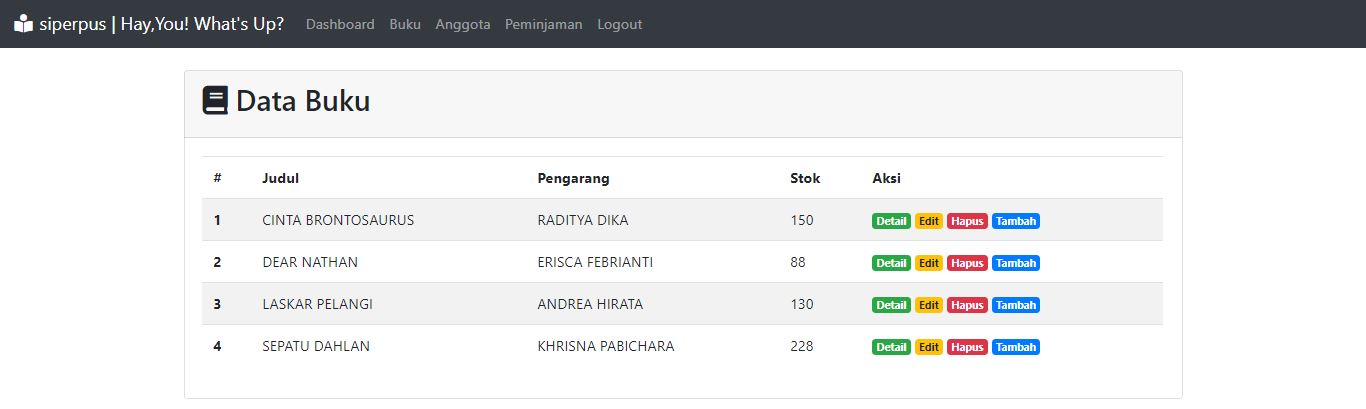 siperpus | Hay,You! What's Up? Dashboard Buku Anggota Peminjaman Logout
Data Buku
# Judul Pengarang Stok Aksi
1 CINTA BRONTOSAURUS RADITYA DIKA 150 Detail Edit Hapus Tambah
2 DEAR NATHAN ERISCA FEBRIANTI 88 Detail Edit Hapus Tambah
3 LASKAR PELANGI ANDREA HIRATA 130 Detail Edit Hapus Tambah
4 SEPATU DAHLAN KHRISNA PABICHARA 228 Detail Edit Hapus Tambah